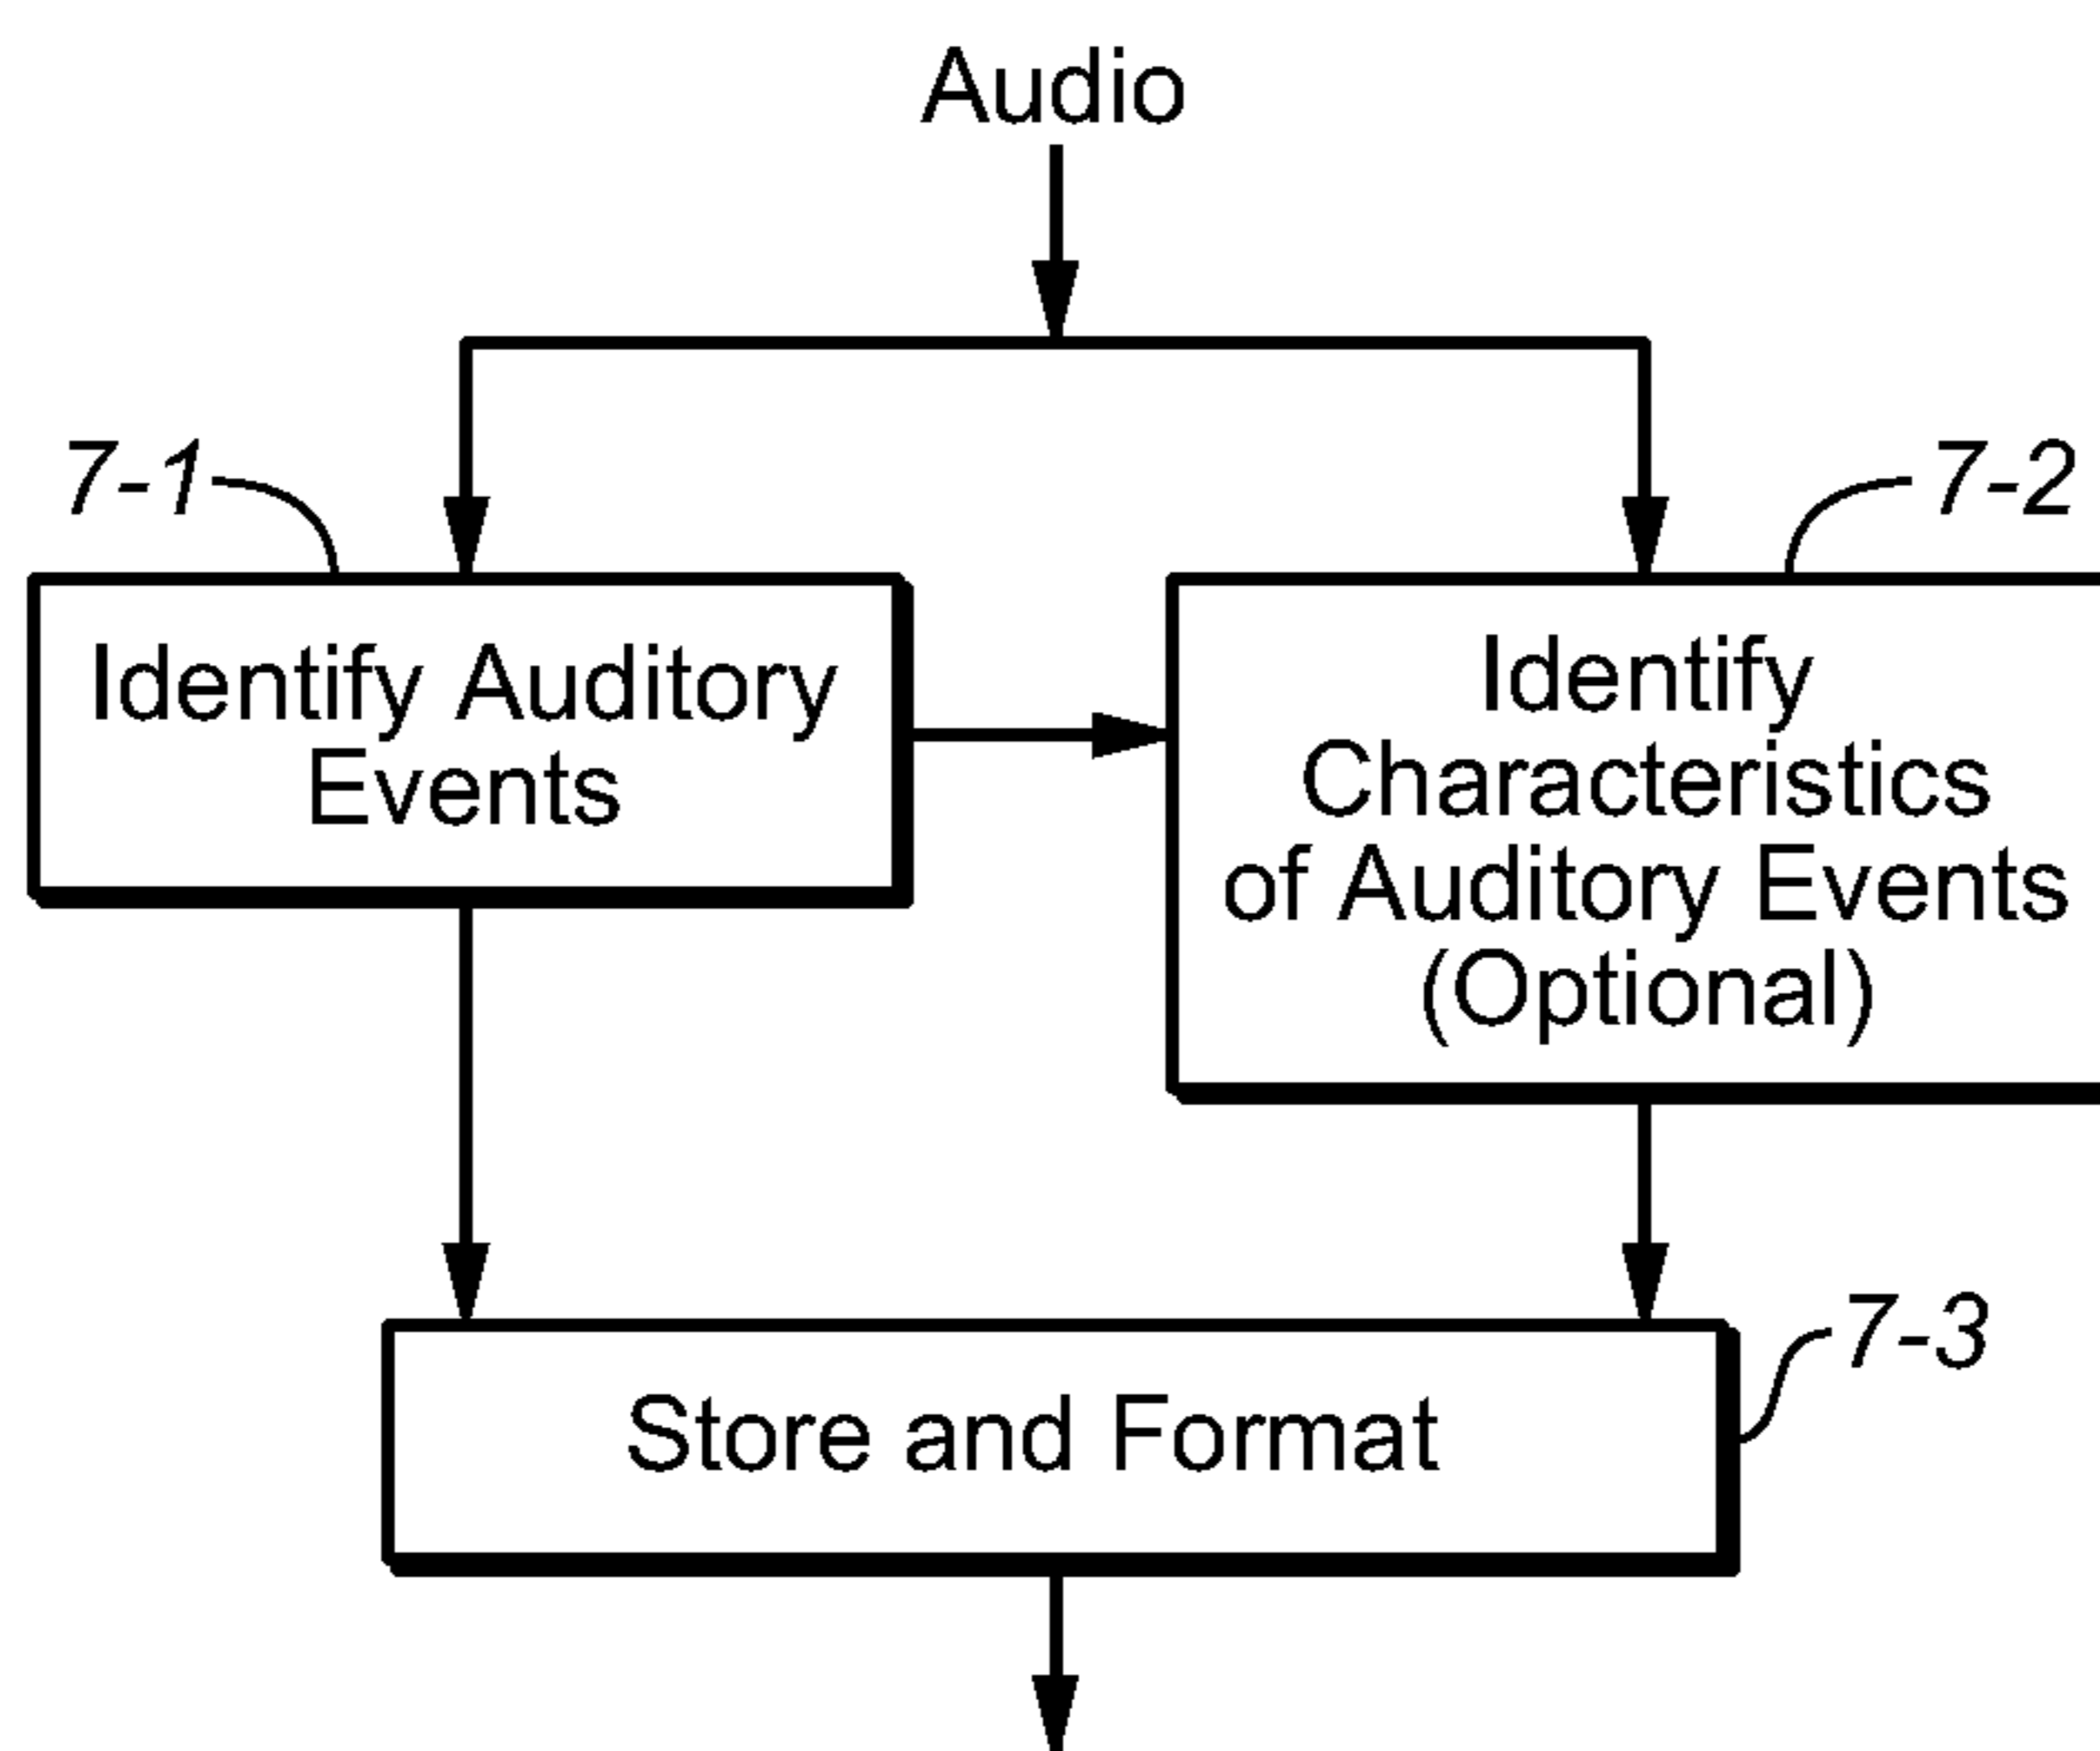 Audio
7-1
7-2
Identify Auditory
Events
Identify
Characteristics
of Auditory Events
(Optional)
7-3
Store and Format